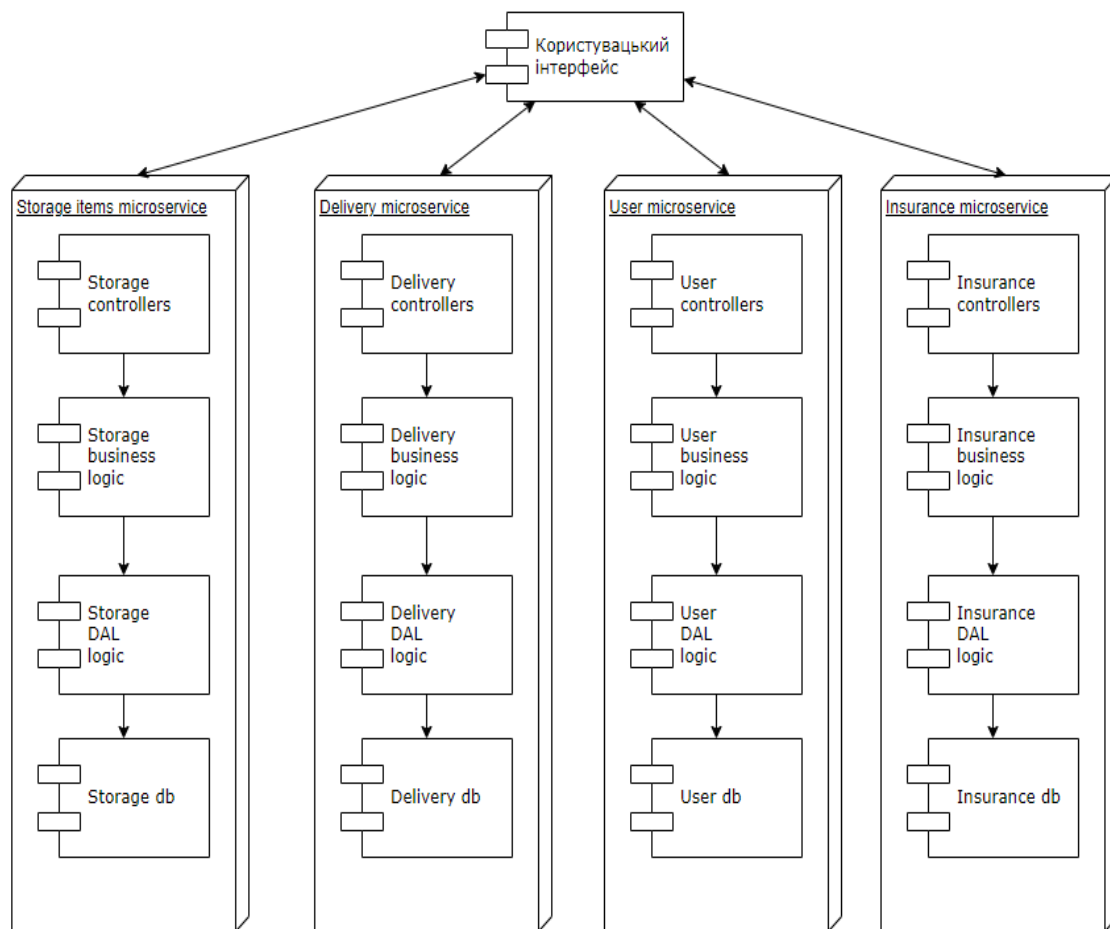 Користувацький
інтерфейс
Storage items microservice
Storage
controllers
Storage
business
logic
Storage
DAL
logic
Storage db
Delivery microservice
Delivery
controllers
Delivery
business
logic
Delivery
DAL
logic
Delivery db
User microservice
User
controllers
User
business
logic
User
DAL
logic
User db
Insurance microservice
Insurance
controllers
Insurance
business
logic
Insurance
DAL
logic
Insurance db